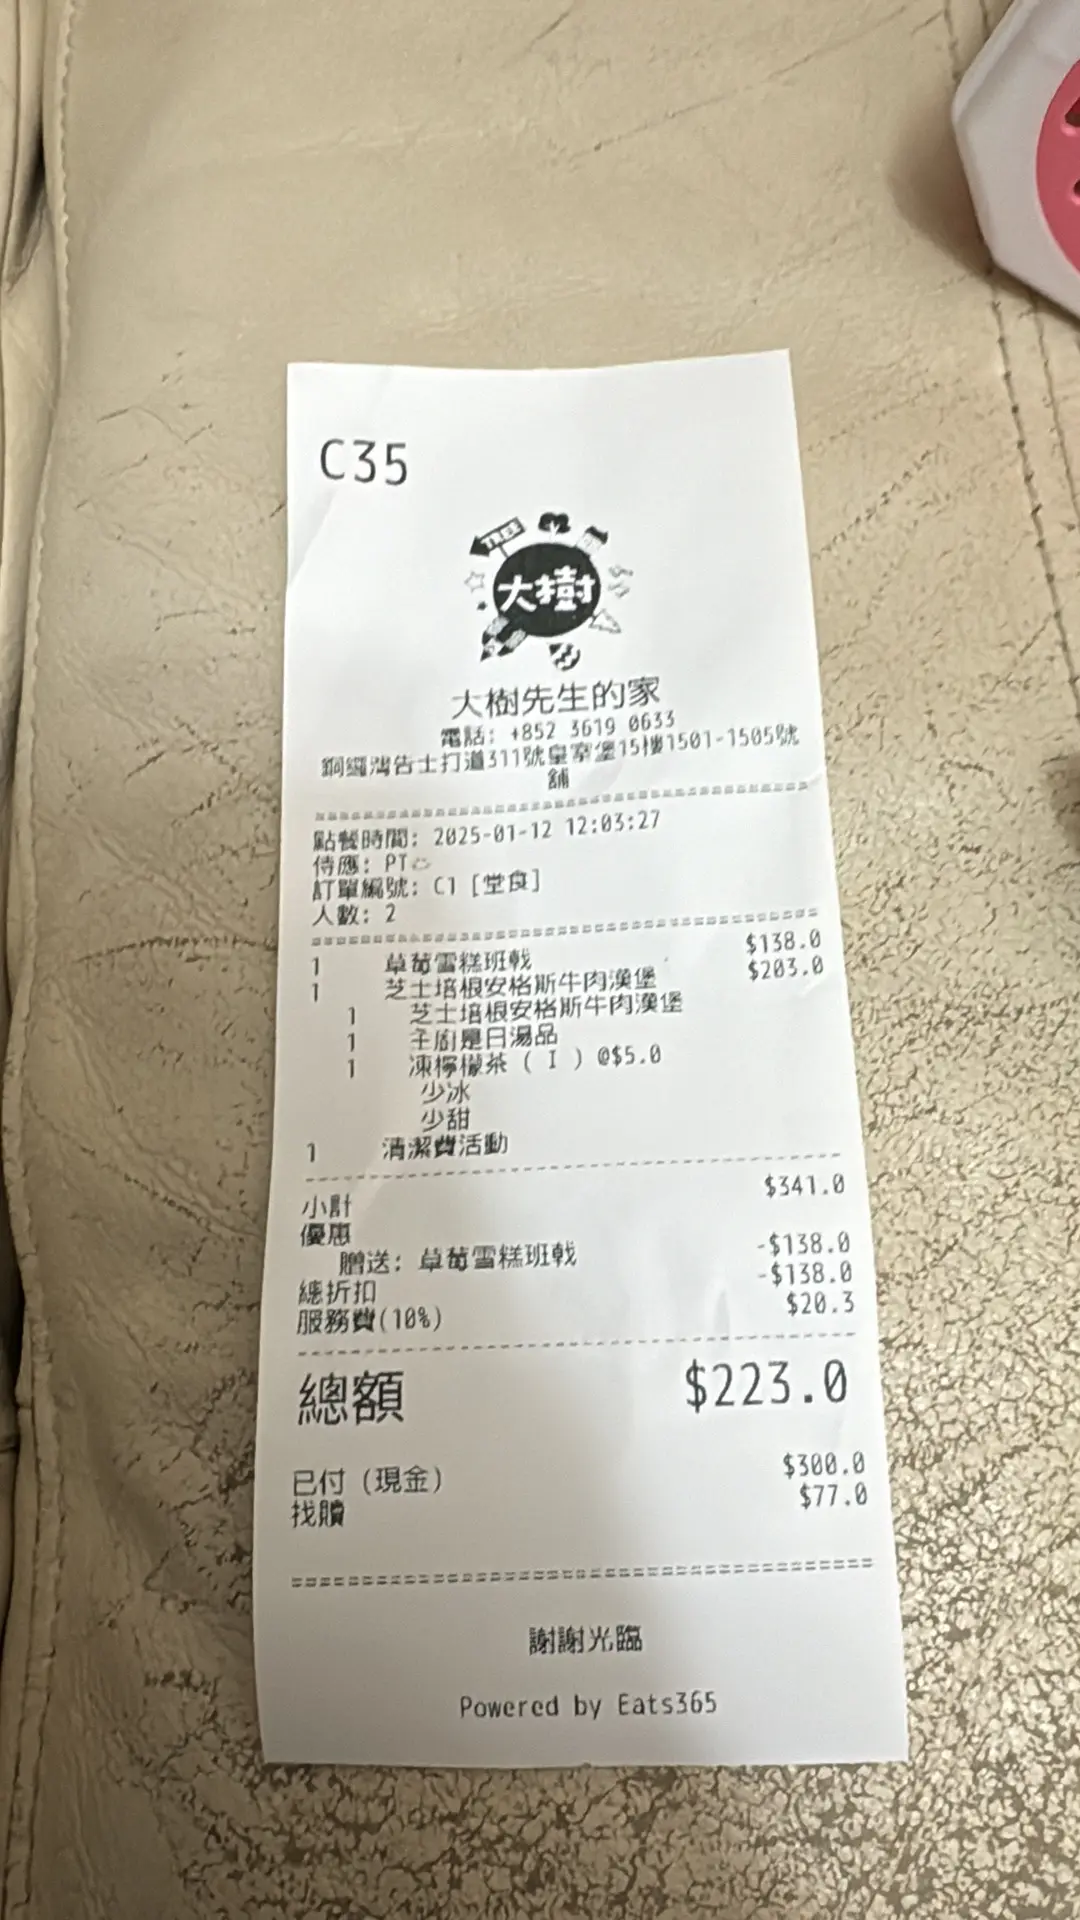 C35
TREE
大樹
大樹先生的家
電話: +852 3619 0633
銅鑼灣告士打道311號皇室堡15樓1501-1505號
舖
點餐時間: 2025-01-12 12:03:27
侍應: PT
訂單編號: C1 [堂食]
人數: 2
1 草莓雪糕班戟 $138.0
1 芝士培根安格斯牛肉漢堡 $203.0
1 芝士培根安格斯牛肉漢堡
1 主廚是日湯品
1 凍檸檬茶 ( I ) @$5.0
少冰
少甜
1 清潔費活動
小計 $341.0
優惠
贈送: 草莓雪糕班戟 -$138.0
總折扣 -$138.0
服務費(10%) $20.3
總額 $223.0
已付 (現金) $300.0
找贖 $77.0
謝謝光臨
Powered by Eats365